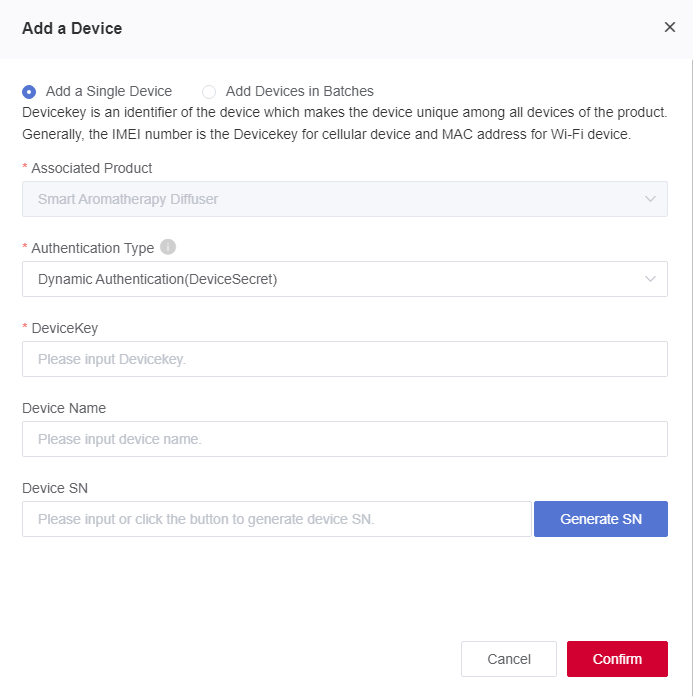 Add a Device
Add a Single Device
Add Devices in Batches
Devicekey is an identifier of the device which makes the device unique among all devices of the product.
Generally, the IMEI number is the Devicekey for cellular device and MAC address for Wi-Fi device.
* Associated Product
Smart Aromatherapy Diffuser
* Authentication Type
Dynamic Authentication(DeviceSecret)
* DeviceKey
Please input Devicekey.
Device Name
Please input device name.
Device SN
Please input or click the button to generate device SN.
Generate SN
Cancel
Confirm